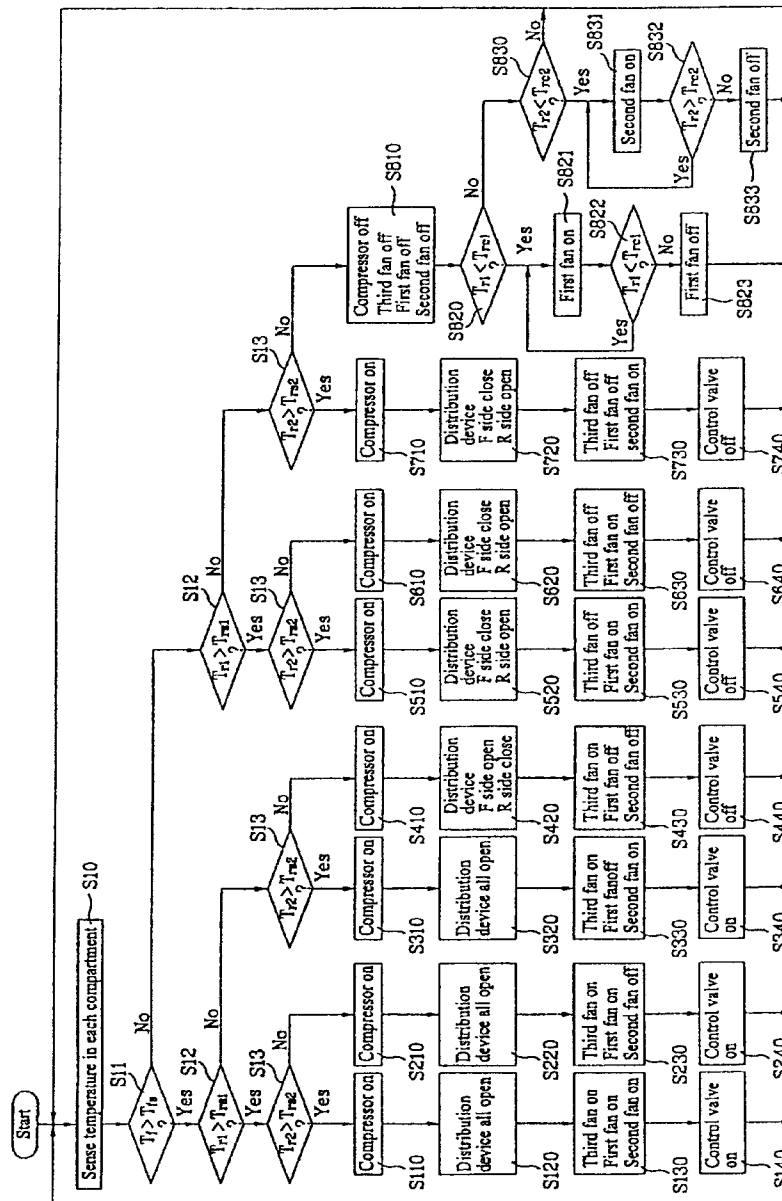 Start
Sense temperature in each compartment
S10
S11
Tf>Tfs
?
No
Yes
S12
Tr1>Trs1
?
No
Yes
S13
Tr2>Trs2
?
No
Yes
S13
Tr2>Trs2
?
No
Yes
S12
Tr1>Trs1
?
No
Yes
S13
Tr2>Trs2
?
No
Yes
S13
Tr2>Trs2
?
No
Yes
Compressor on
S110
Distribution
device all open
S120
Third fan on
First fan on
Second fan on
S130
Control valve
on
S140
Compressor on
S210
Distribution
device all open
S220
Third fan on
First fan on
Second fan off
S230
Control valve
on
S240
Compressor on
S310
Distribution
device all open
S320
Third fan on
First fanoff
Second fan on
S330
Control valve
on
S340
Compressor on
S410
Distribution
device
F side open
R side close
S420
Third fan on
First fan off
Second fan off
S430
Control valve
off
S440
Compressor on
S510
Distribution
device
F side close
R side open
S520
Third fan off
First fan on
Second fan on
S530
Control valve
off
S540
Compressor on
S610
Distribution
device
F side close
R side open
S620
Third fan off
First fan on
Second fan off
S630
Control valve
off
S640
Compressor on
S710
Distribution
device
F side close
R side open
S720
Third fan off
First fan off
second fan on
S730
Control valve
off
S740
Compressor off
Third fan off
First fan off
Second fan off
S810
Tr1<Trc1
?
S820
No
Yes
First fan on
S821
Tr1<Trc1
?
S822
Yes
No
First fan off
S823
Tr2<Trc2
?
S830
No
Yes
Second fan on
S831
Tr2>Trc2
?
S832
Yes
No
Second fan off
S833